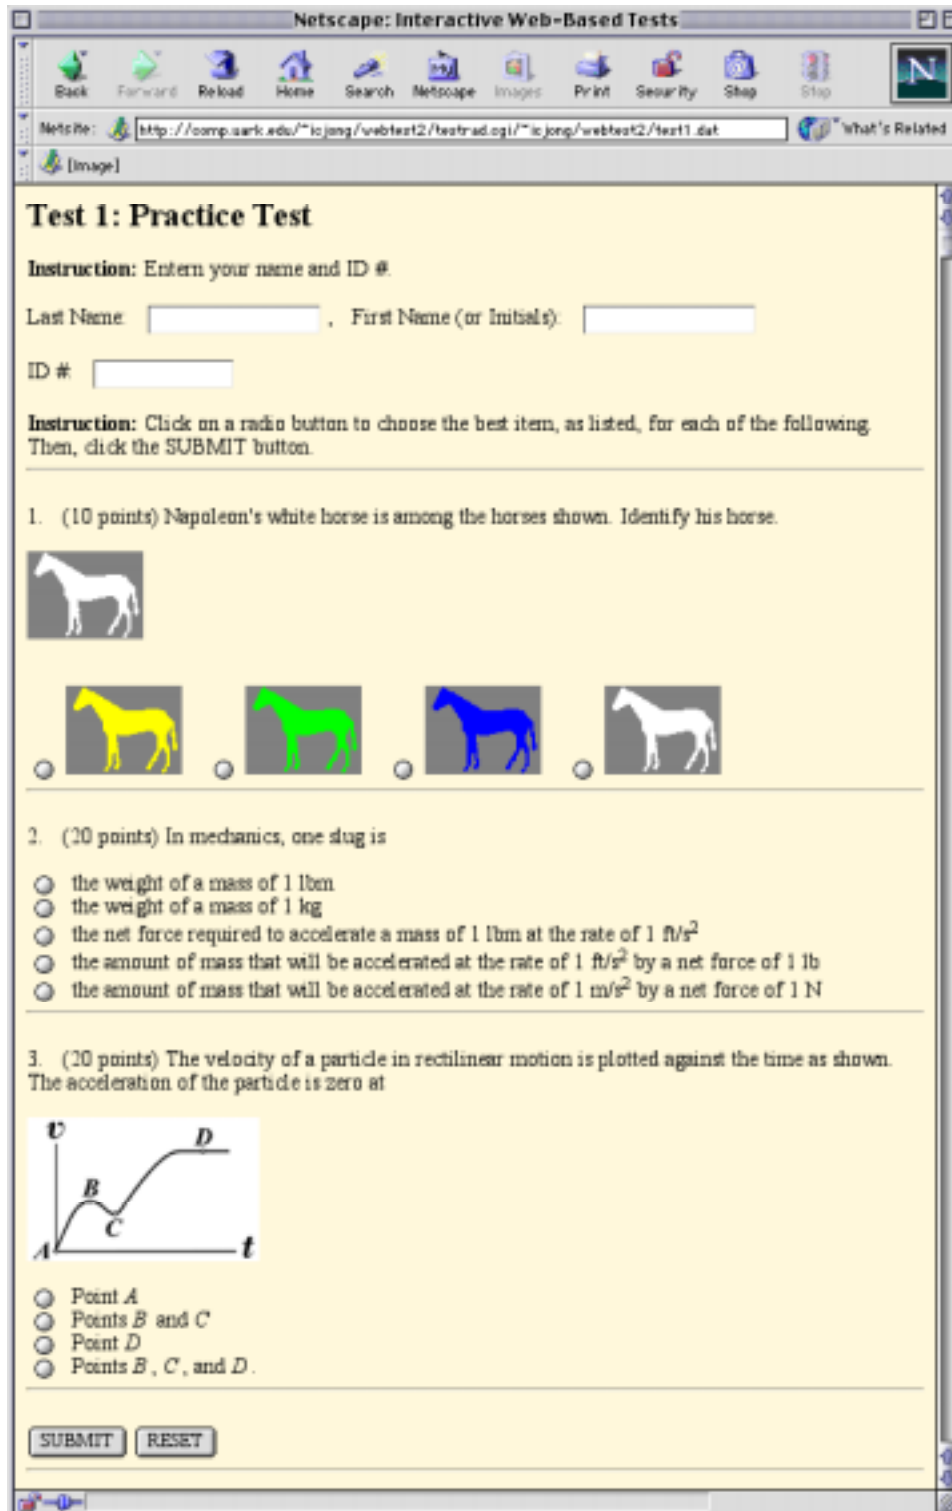 Netscape: Interactive Web-Based Tests
Back Forward Reload Home Search Netscape Images Print Security Shop Stop
N
Netsite: http://comp.uark.edu/~icjong/webtest2/testrad.cgi/~icjong/webtest2/test1.dat What's Related
[Image]
Test 1: Practice Test
Instruction: Entern your name and ID #.
Last Name: , First Name (or Initials):
ID #:
Instruction: Click on a radio button to choose the best item, as listed, for each of the following.
Then, click the SUBMIT button.
1. (10 points) Napoleon's white horse is among the horses shown. Identify his horse.
2. (20 points) In mechanics, one slug is
the weight of a mass of 1 lbm
the weight of a mass of 1 kg
the net force required to accelerate a mass of 1 lbm at the rate of 1 ft/s²
the amount of mass that will be accelerated at the rate of 1 ft/s² by a net force of 1 lb
the amount of mass that will be accelerated at the rate of 1 m/s² by a net force of 1 N
3. (20 points) The velocity of a particle in rectilinear motion is plotted against the time as shown.
The acceleration of the particle is zero at
v
D
B
C
A
t
Point A
Points B and C
Point D
Points B , C , and D .
SUBMIT RESET